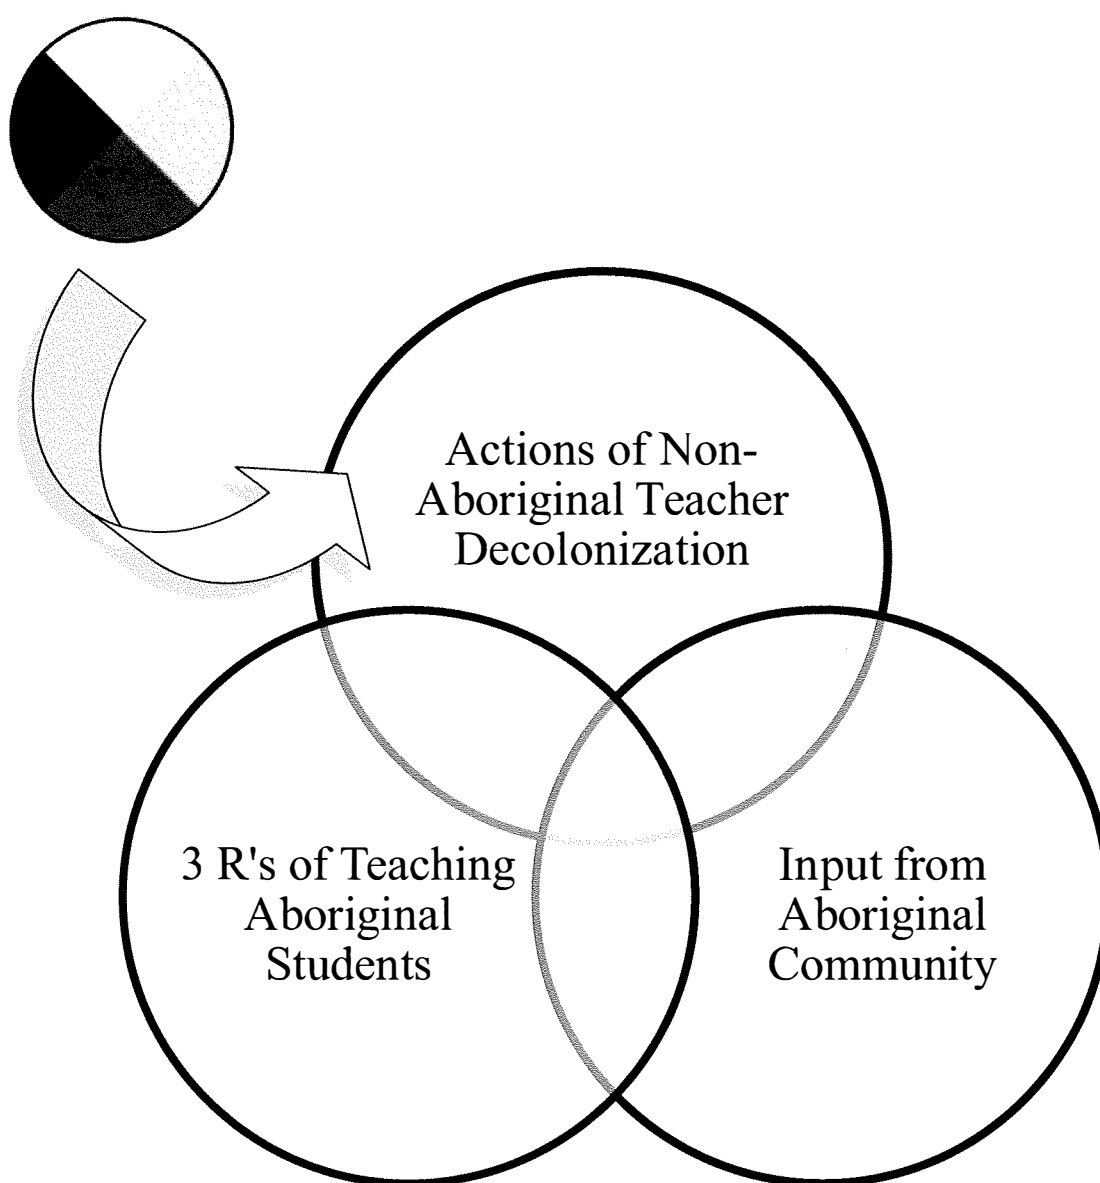 Actions of Non-
Aboriginal Teacher
Decolonization
3 R's of Teaching
Aboriginal
Students
Input from
Aboriginal
Community